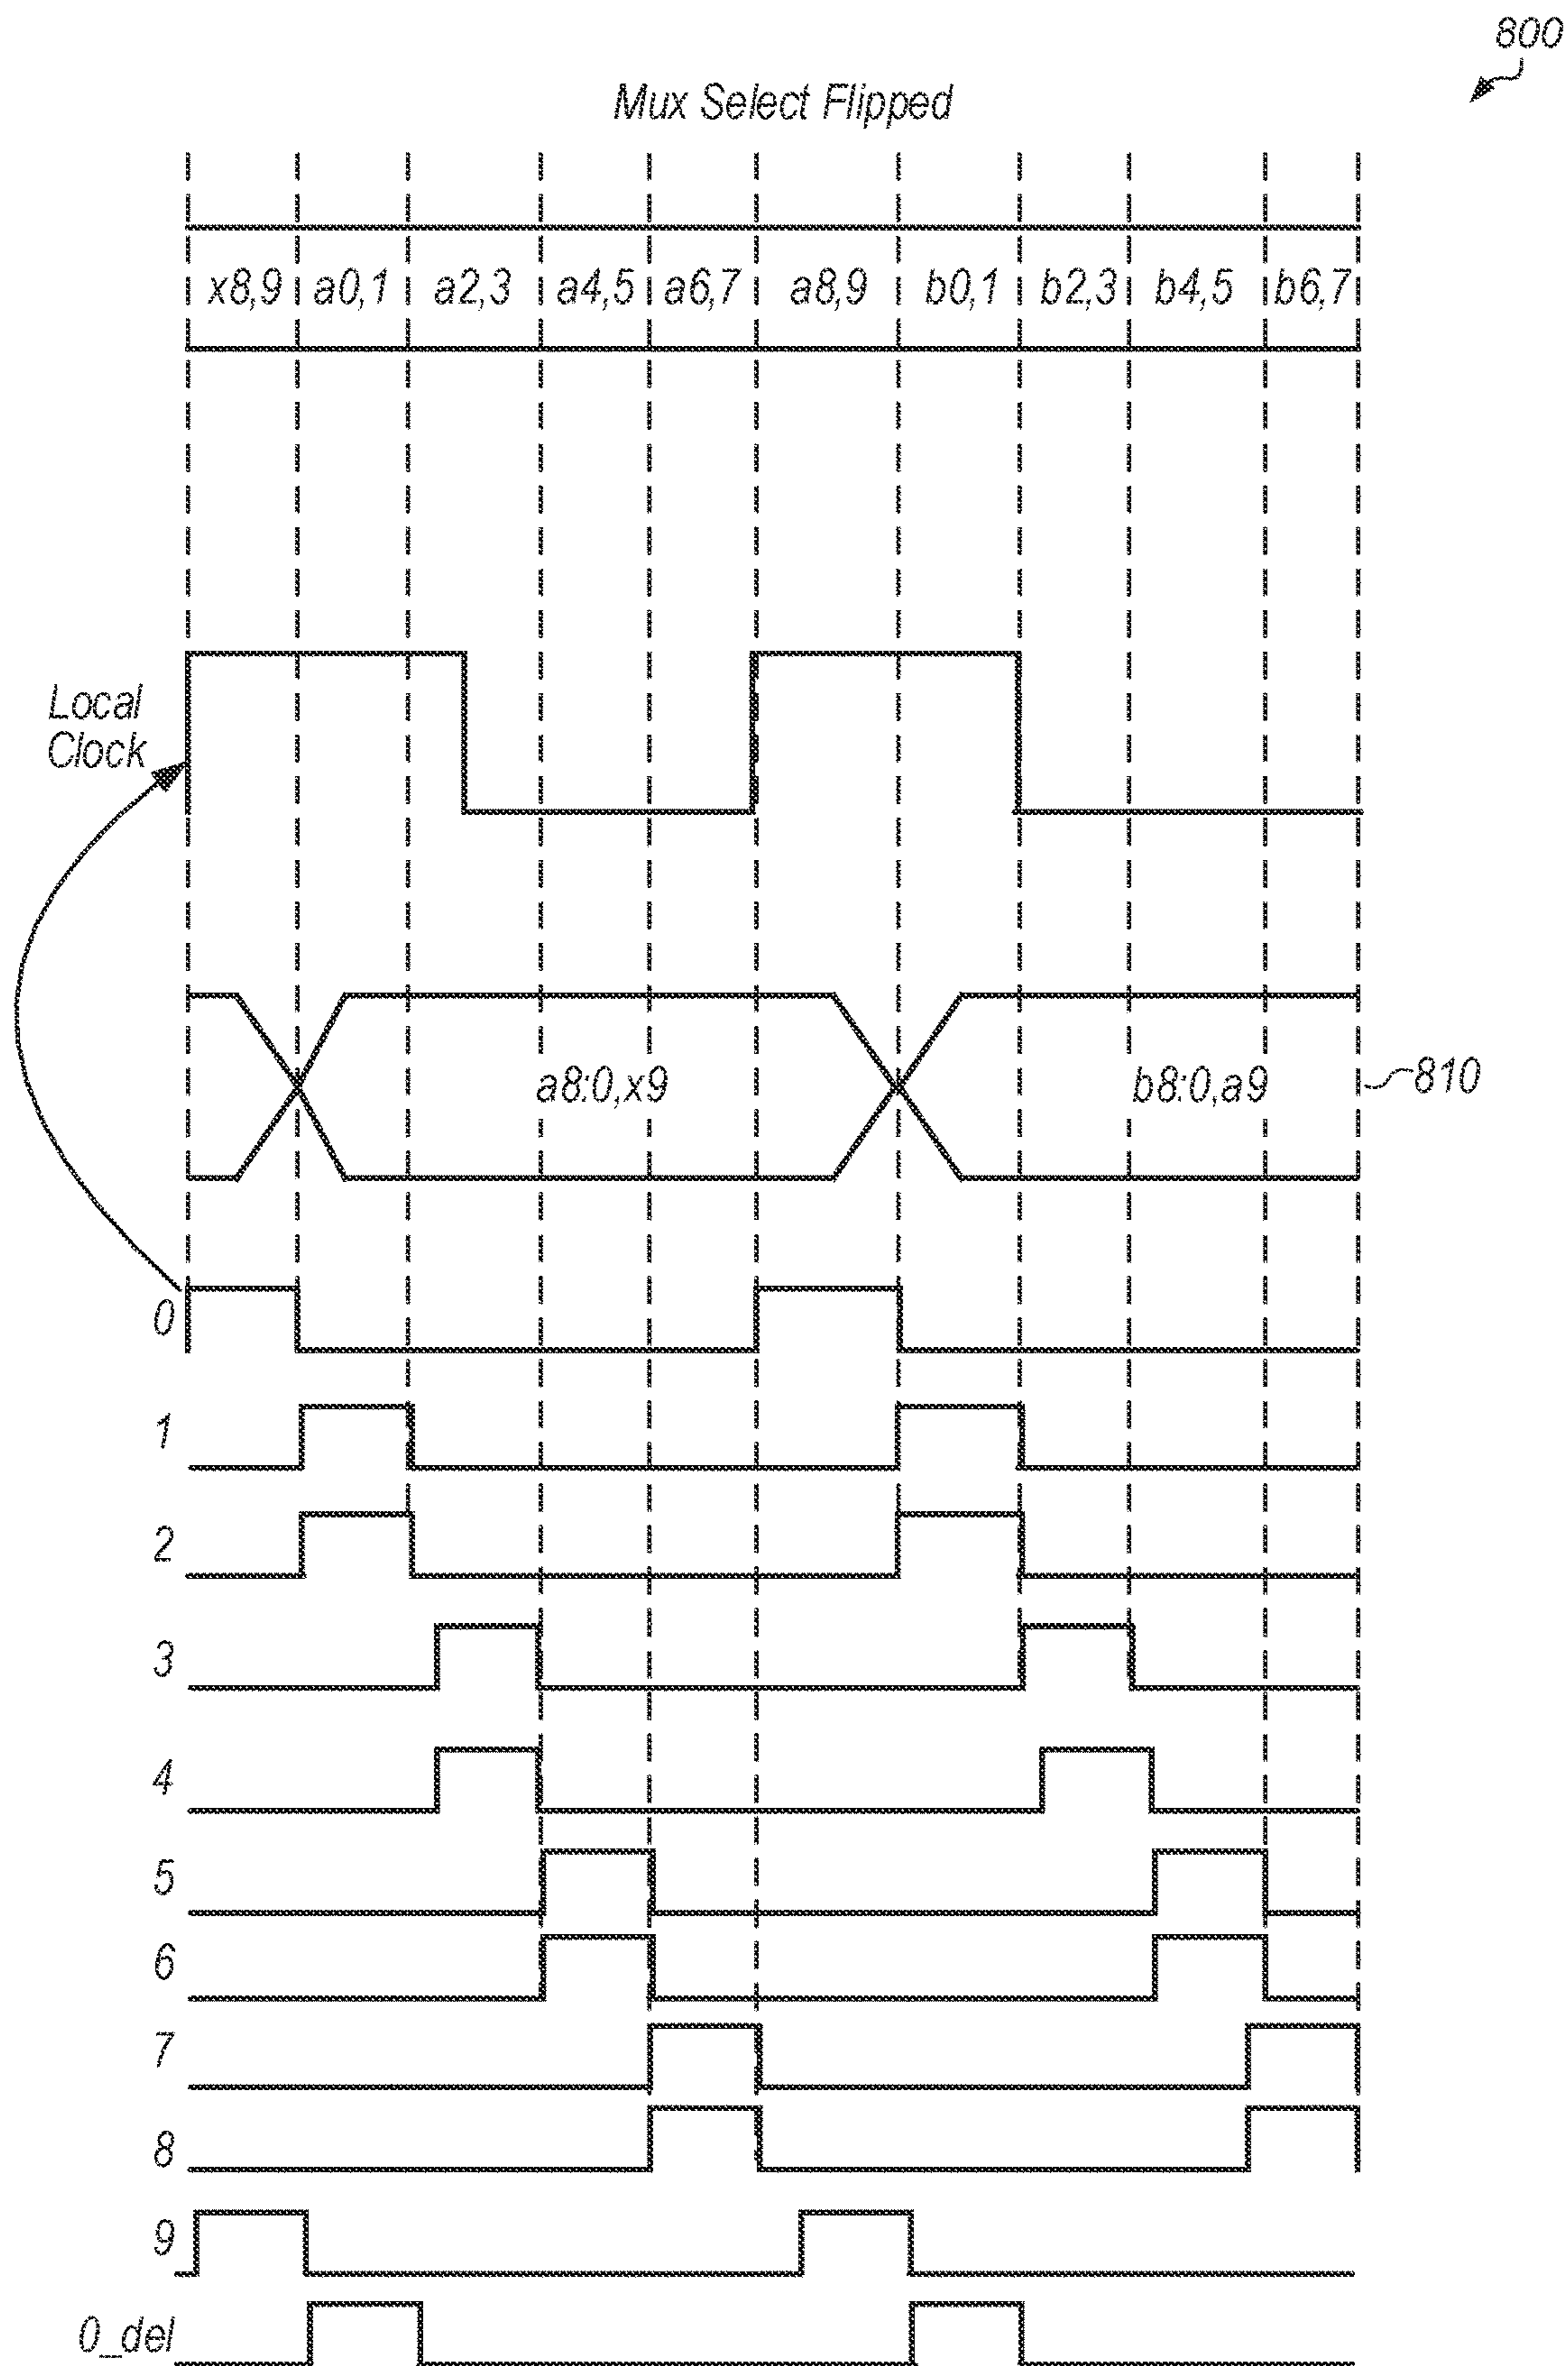 800
Mux Select Flipped
x8,9 a0,1 a2,3 a4,5 a6,7 a8,9 b0,1 b2,3 b4,5 b6,7
Local
Clock
a8:0,x9 b8:0,a9 810
0
1
2
3
4
5
6
7
8
9
0_del